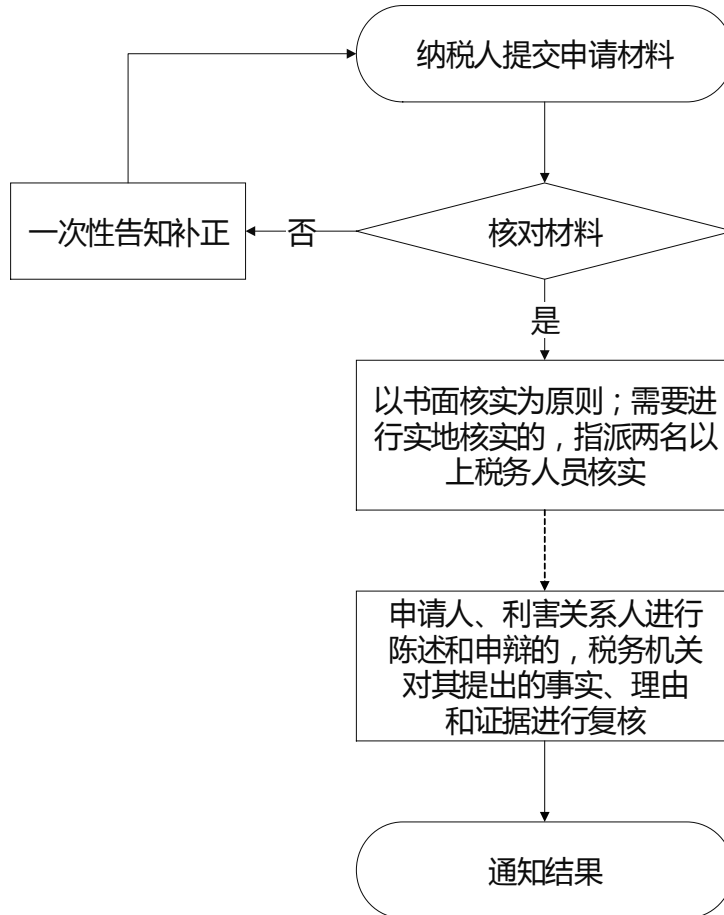 纳税人提交申请材料
一次性告知补正
否
核对材料
是
以书面核实为原则；需要进
行实地核实的，指派两名以
上税务人员核实
申请人、利害关系人进行
陈述和申辩的，税务机关
对其提出的事实、理由
和证据进行复核
通知结果